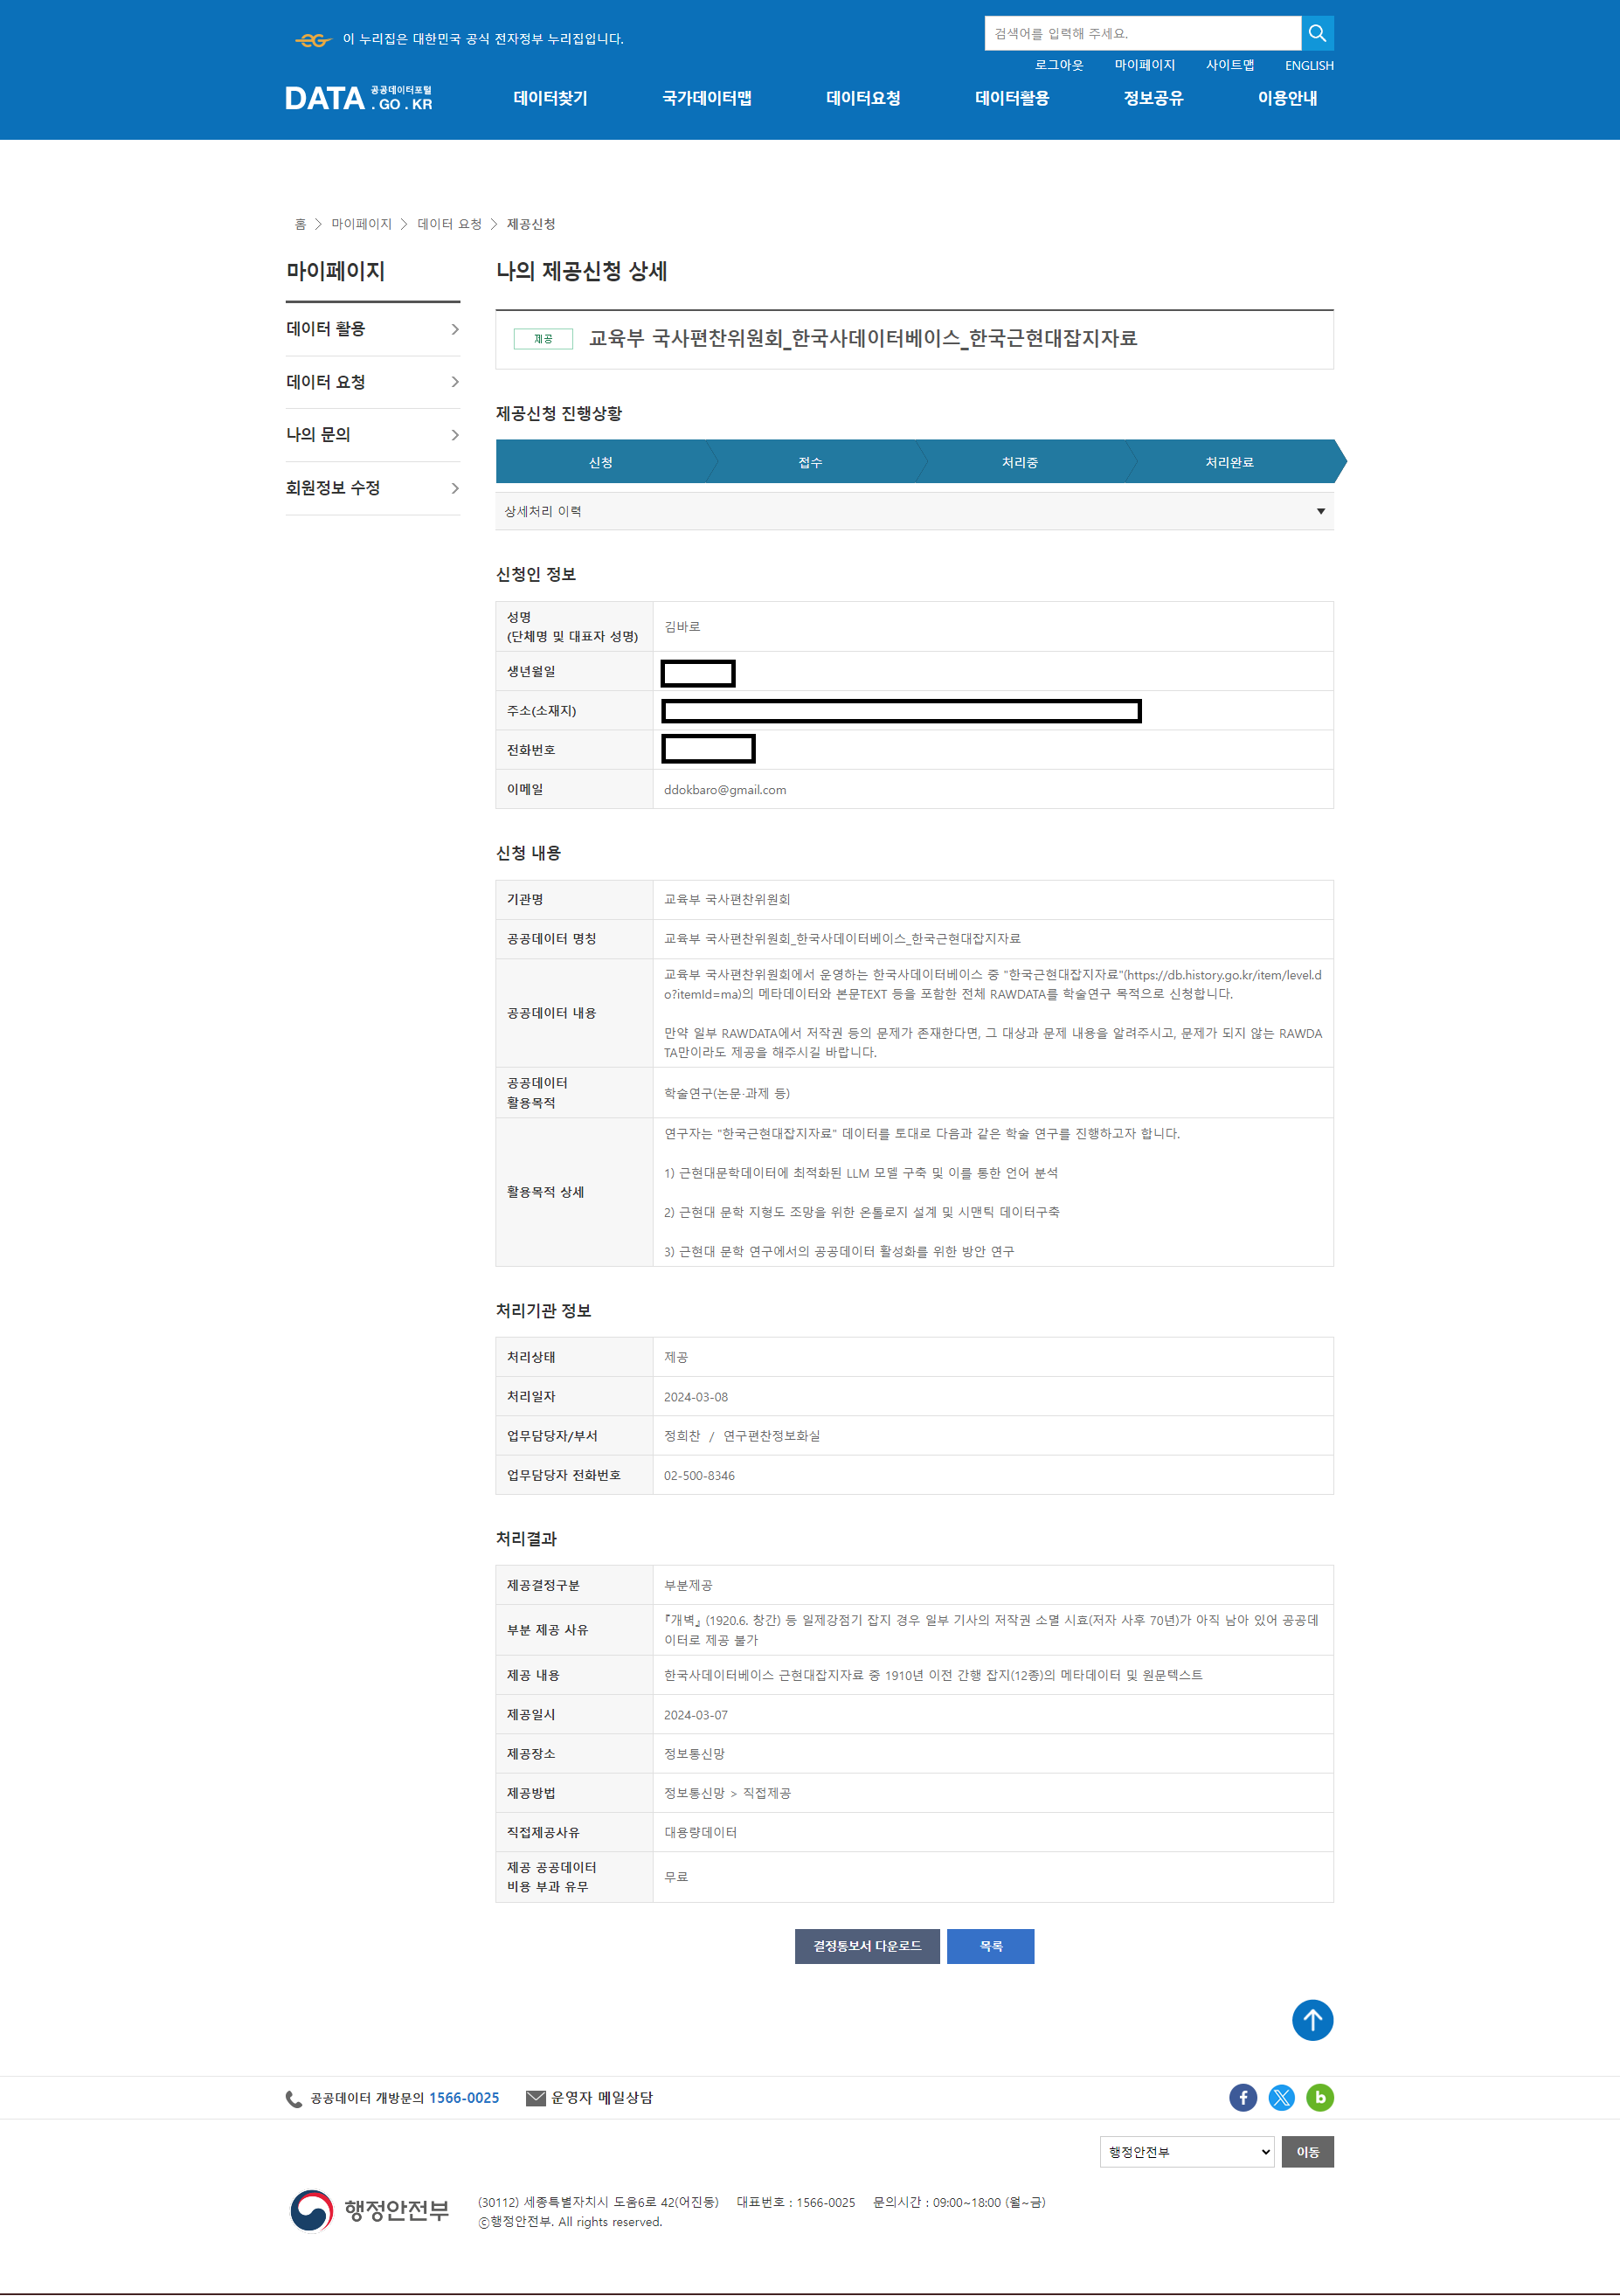 이 누리집은 대한민국 공식 전자정부 누리집입니다.
검색어를 입력해 주세요.
로그아웃 마이페이지 사이트맵 ENGLISH
DATA 공공데이터포털 . GO . KR
데이터찾기 국가데이터맵 데이터요청 데이터활용 정보공유 이용안내
홈 > 마이페이지 > 데이터 요청 > 제공신청
마이페이지
데이터 활용
데이터 요청
나의 문의
회원정보 수정
나의 제공신청 상세
제공 교육부 국사편찬위원회_한국사데이터베이스_한국근현대잡지자료
제공신청 진행상황
신청 접수 처리중 처리완료
상세처리 이력
신청인 정보
성명
(단체명 및 대표자 성명)
김바로
생년월일
주소(소재지)
전화번호
이메일 ddokbaro@gmail.com
신청 내용
기관명 교육부 국사편찬위원회
공공데이터 명칭 교육부 국사편찬위원회_한국사데이터베이스_한국근현대잡지자료
공공데이터 내용
교육부 국사편찬위원회에서 운영하는 한국사데이터베이스 중 "한국근현대잡지자료"(https://db.history.go.kr/item/level.d
o?itemId=ma)의 메타데이터와 본문TEXT 등을 포함한 전체 RAWDATA를 학술연구 목적으로 신청합니다.
만약 일부 RAWDATA에서 저작권 등의 문제가 존재한다면, 그 대상과 문제 내용을 알려주시고, 문제가 되지 않는 RAWDA
TA만이라도 제공을 해주시길 바랍니다.
공공데이터
활용목적
학술연구(논문·과제 등)
활용목적 상세
연구자는 "한국근현대잡지자료" 데이터를 토대로 다음과 같은 학술 연구를 진행하고자 합니다.
1) 근현대문학데이터에 최적화된 LLM 모델 구축 및 이를 통한 언어 분석
2) 근현대 문학 지형도 조망을 위한 온톨로지 설계 및 시맨틱 데이터구축
3) 근현대 문학 연구에서의 공공데이터 활성화를 위한 방안 연구
처리기관 정보
처리상태 제공
처리일자 2024-03-08
업무담당자/부서 정희찬 / 연구편찬정보화실
업무담당자 전화번호 02-500-8346
처리결과
제공결정구분 부분제공
부분 제공 사유
『개벽』 (1920.6. 창간) 등 일제강점기 잡지 경우 일부 기사의 저작권 소멸 시효(저자 사후 70년)가 아직 남아 있어 공공데
이터로 제공 불가
제공 내용 한국사데이터베이스 근현대잡지자료 중 1910년 이전 간행 잡지(12종)의 메타데이터 및 원문텍스트
제공일시 2024-03-07
제공장소 정보통신망
제공방법 정보통신망 > 직접제공
직접제공사유 대용량데이터
제공 공공데이터
비용 부과 유무
무료
결정통보서 다운로드 목록
공공데이터 개방문의 1566-0025 운영자 메일상담
행정안전부 이동
행정안전부
(30112) 세종특별자치시 도움6로 42(어진동) 대표번호 : 1566-0025 문의시간 : 09:00~18:00 (월~금)
ⓒ행정안전부. All rights reserved.